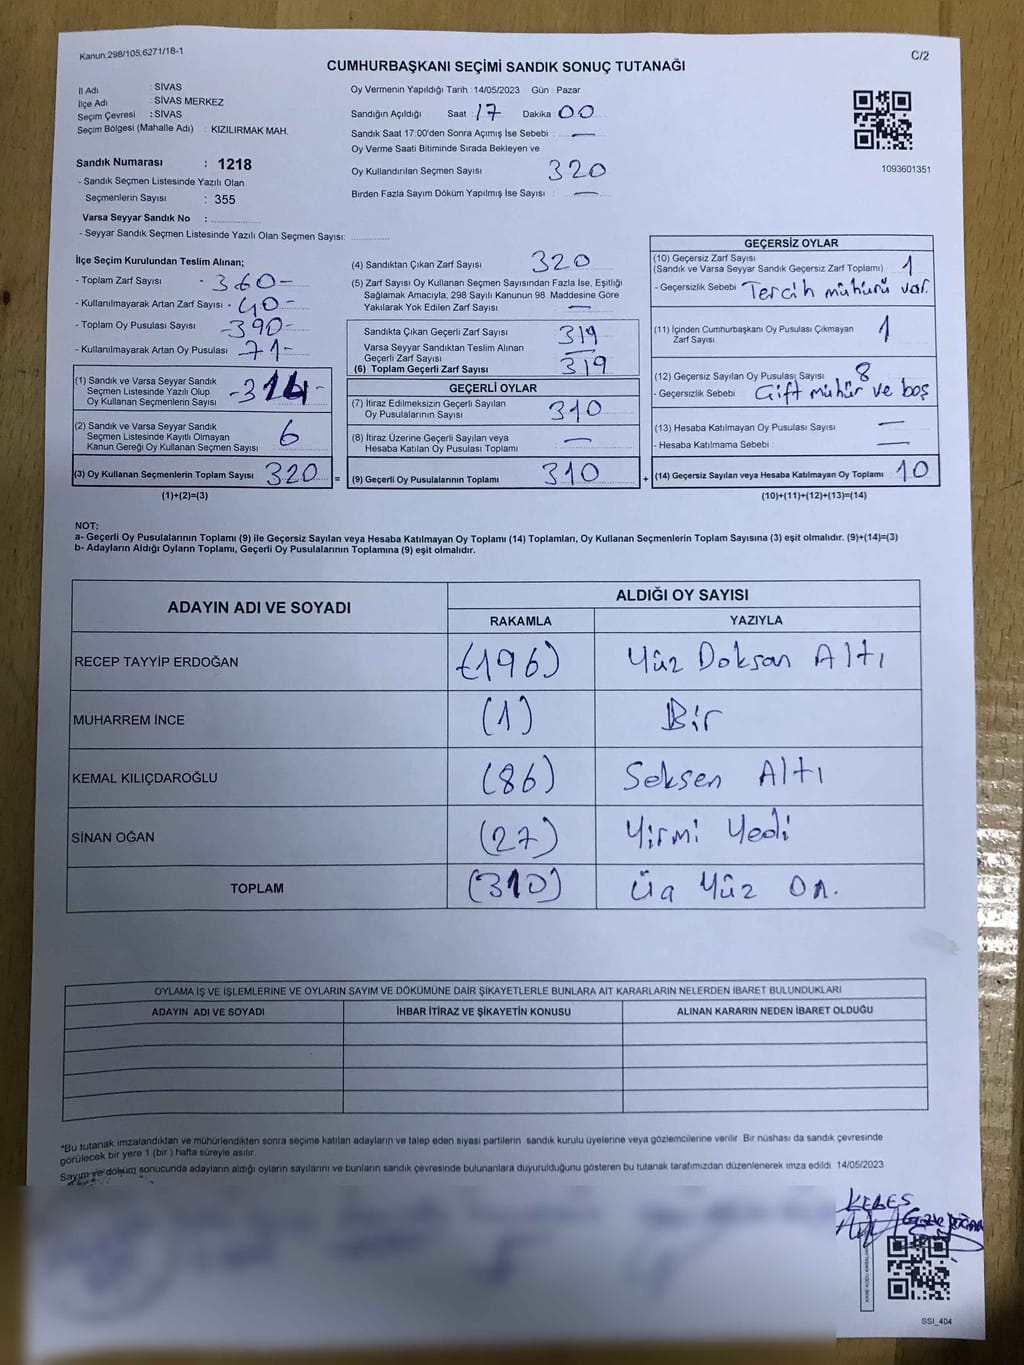 Kanun,298/105,6271/18-1
C/2
CUMHURBAŞKANI SEÇİMİ SANDIK SONUÇ TUTANAĞI
İl Adı : SİVAS
İlçe Adı : SİVAS MERKEZ
Seçim Çevresi : SİVAS
Seçim Bölgesi (Mahalle Adı) : KIZILIRMAK MAH.
Sandık Numarası : 1218
- Sandık Seçmen Listesinde Yazılı Olan
Seçmenlerin Sayısı : 355
Varsa Seyyar Sandık No :
- Seyyar Sandık Seçmen Listesinde Yazılı Olan Seçmen Sayısı:
Oy Vermenin Yapıldığı Tarih : 14/05/2023 Gün : Pazar
Sandığın Açıldığı Saat 17 Dakika 00
Sandık Saat 17:00'den Sonra Açımış İse Sebebi : —
Oy Verme Saati Bitiminde Sırada Bekleyen ve
Oy Kullandırılan Seçmen Sayısı 320
Birden Fazla Sayım Döküm Yapılmış İse Sayısı : —
1093601351
İlçe Seçim Kurulundan Teslim Alınan;
- Toplam Zarf Sayısı - 360-
- Kullanılmayarak Artan Zarf Sayısı - 40-
- Toplam Oy Pusulası Sayısı -390-
- Kullanılmayarak Artan Oy Pusulası -71-
(1) Sandık ve Varsa Seyyar Sandık
Seçmen Listesinde Yazılı Olup
Oy Kullanan Seçmenlerin Sayısı -314-
(2) Sandık ve Varsa Seyyar Sandık
Seçmen Listesinde Kayıtlı Olmayan
Kanun Gereği Oy Kullanan Seçmen Sayısı 6
(3) Oy Kullanan Seçmenlerin Toplam Sayısı 320 =
(1)+(2)=(3)
(4) Sandıktan Çıkan Zarf Sayısı 320
(5) Zarf Sayısı Oy Kullanan Seçmen Sayısından Fazla İse, Eşitliği
Sağlamak Amacıyla, 298 Sayılı Kanunun 98. Maddesine Göre
Yakılarak Yok Edilen Zarf Sayısı : —
Sandıkta Çıkan Geçerli Zarf Sayısı 319
Varsa Seyyar Sandıktan Teslim Alınan
Geçerli Zarf Sayısı —
(6) Toplam Geçerli Zarf Sayısı 319
GEÇERLİ OYLAR
(7) İtiraz Edilmeksizin Geçerli Sayılan
Oy Pusulalarının Sayısı 310
(8) İtiraz Üzerine Geçerli Sayılan veya
Hesaba Katılan Oy Pusulası Toplamı —
(9) Geçerli Oy Pusulalarının Toplamı 310 +
GEÇERSİZ OYLAR
(10) Geçersiz Zarf Sayısı
(Sandık ve Varsa Seyyar Sandık Geçersiz Zarf Toplamı) 1
- Geçersizlik Sebebi Tercih mühürü var.
(11) İçinden Cumhurbaşkanı Oy Pusulası Çıkmayan
Zarf Sayısı 1
(12) Geçersiz Sayılan Oy Pusulası Sayısı 8
- Geçersizlik Sebebi Çift mühür ve boş
(13) Hesaba Katılmayan Oy Pusulası Sayısı —
- Hesaba Katılmama Sebebi : —
(14) Geçersiz Sayılan veya Hesaba Katılmayan Oy Toplamı 10
(10)+(11)+(12)+(13)=(14)
NOT:
a- Geçerli Oy Pusulalarının Toplamı (9) ile Geçersiz Sayılan veya Hesaba Katılmayan Oy Toplamı (14) Toplamları, Oy Kullanan Seçmenlerin Toplam Sayısına (3) eşit olmalıdır. (9)+(14)=(3)
b- Adayların Aldığı Oyların Toplamı, Geçerli Oy Pusulalarının Toplamına (9) eşit olmalıdır.
ADAYIN ADI VE SOYADI
ALDIĞI OY SAYISI
RAKAMLA YAZIYLA
RECEP TAYYİP ERDOĞAN (196) Yüz Doksan Altı
MUHARREM İNCE (1) Bir
KEMAL KILIÇDAROĞLU (86) Seksen Altı
SİNAN OĞAN (27) Yirmi Yedi
TOPLAM (310) Üç Yüz On.
OYLAMA İŞ VE İŞLEMLERİNE VE OYLARIN SAYIM VE DÖKÜMÜNE DAİR ŞİKAYETLERLE BUNLARA AİT KARARLARIN NELERDEN İBARET BULUNDUKLARI
ADAYIN ADI VE SOYADI İHBAR İTİRAZ VE ŞİKAYETİN KONUSU ALINAN KARARIN NEDEN İBARET OLDUĞU
*Bu tutanak imzalandıktan ve mühürlendikten sonra seçime katılan adayların ve talep eden siyasi partilerin sandık kurulu üyelerine veya gözlemcilerine verilir. Bir nüshası da sandık çevresinde
görülecek bir yere 1 (bir ) hafta süreyle asılır.
Sayım ve döküm sonucunda adayların aldığı oyların sayılarını ve bunların sandık çevresinde bulunanlara duyurulduğunu gösteren bu tutanak tarafımızdan düzenlenerek imza edildi. 14/05/2023
SSI_404